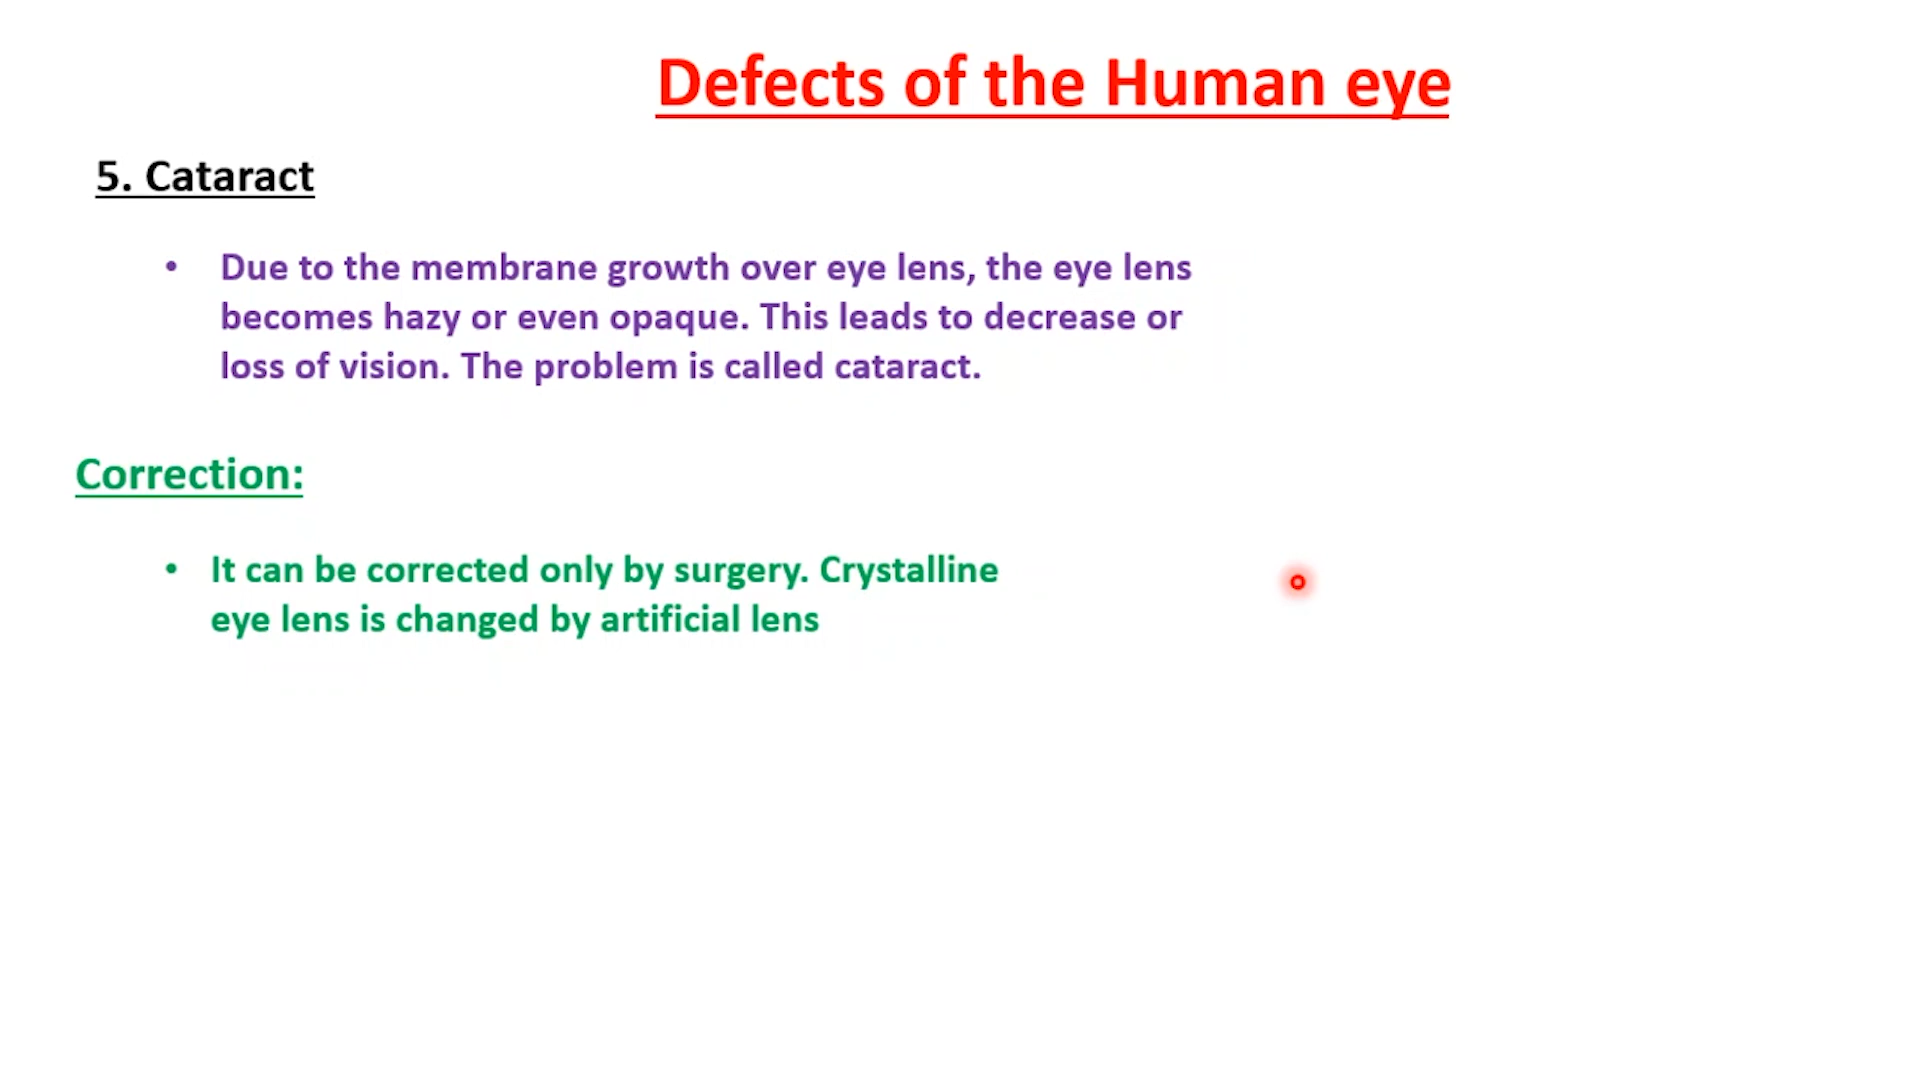 Defects of the Human eye
5. Cataract
• Due to the membrane growth over eye lens, the eye lens
becomes hazy or even opaque. This leads to decrease or
loss of vision. The problem is called cataract.
Correction:
• It can be corrected only by surgery. Crystalline
eye lens is changed by artificial lens